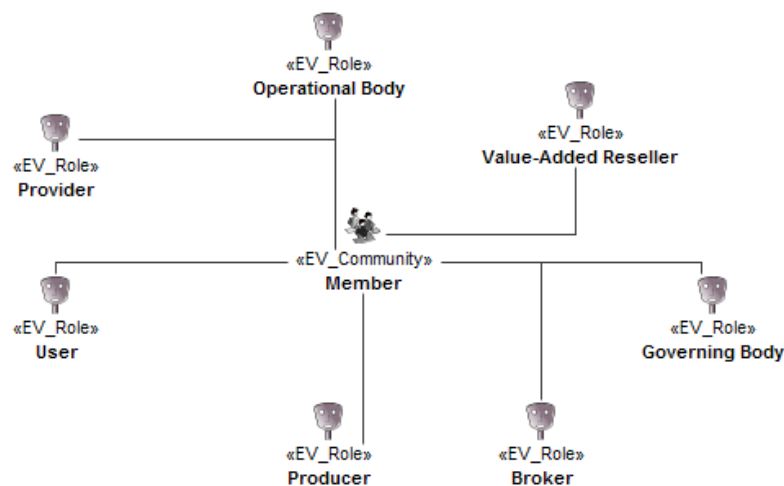 «EV_Role»
Operational Body
«EV_Role»
Value-Added Reseller
«EV_Role»
Provider
«EV_Community»
Member
«EV_Role»
User
«EV_Role»
Governing Body
«EV_Role»
Producer
«EV_Role»
Broker